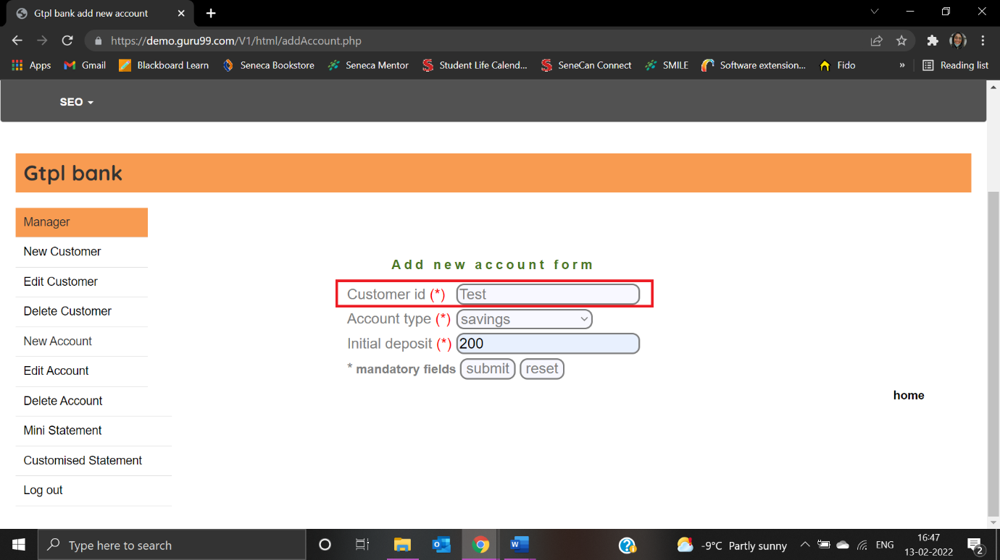 Gtpl bank add new account
https://demo.guru99.com/V1/html/addAccount.php
Apps Gmail Blackboard Learn Seneca Bookstore Seneca Mentor Student Life Calend... SeneCan Connect SMILE Software extension... Fido » Reading list
SEO
Gtpl bank
Manager
New Customer
Edit Customer
Delete Customer
New Account
Edit Account
Delete Account
Mini Statement
Customised Statement
Log out
Add new account form
Customer id (*) Test
Account type (*) savings
Initial deposit (*) 200
* mandatory fields submit reset
home
Type here to search
-9°C Partly sunny
ENG
16:47
13-02-2022
2